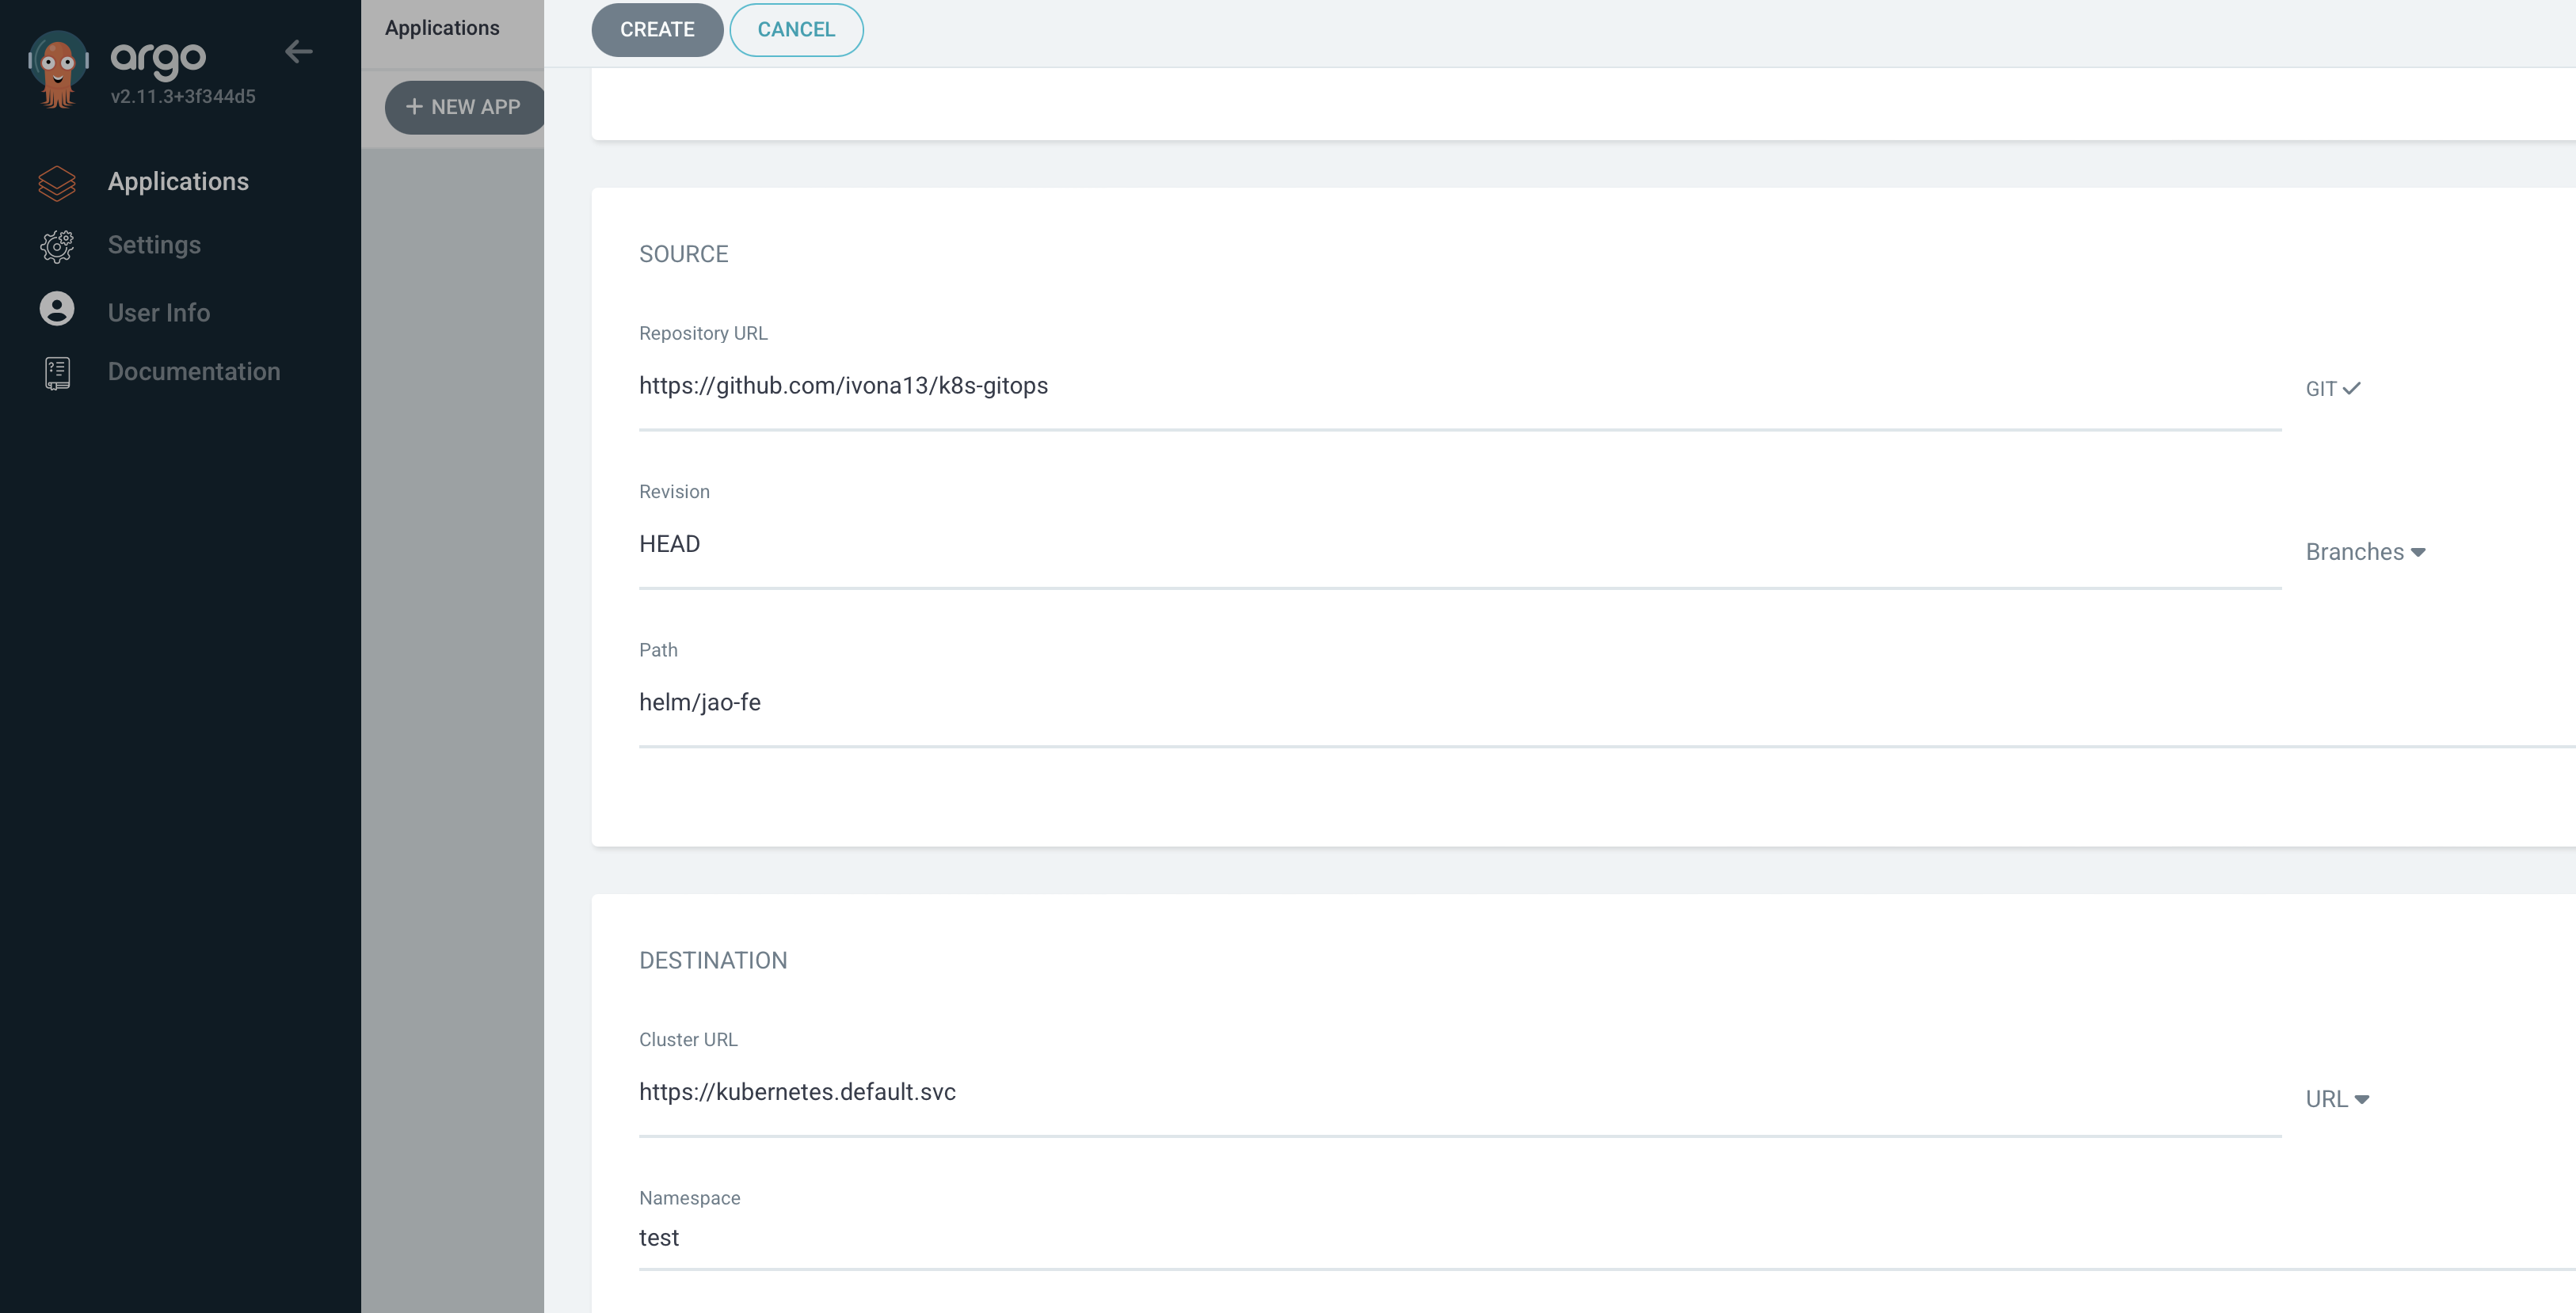 argo
v2.11.3+3f344d5
Applications
Settings
User Info
Documentation
Applications
+ NEW APP
CREATE
CANCEL
SOURCE
Repository URL
https://github.com/ivona13/k8s-gitops
GIT
Revision
HEAD
Branches
Path
helm/jao-fe
DESTINATION
Cluster URL
https://kubernetes.default.svc
URL
Namespace
test